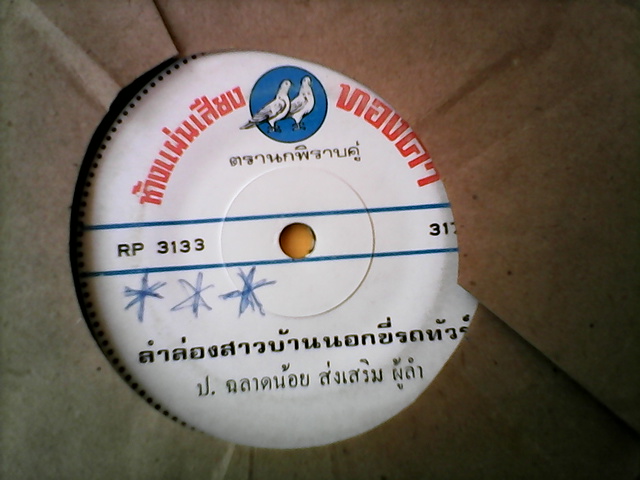 ห้างแผ่นเสียง ทองคำ
ตรานกพิราบคู่
RP 3133 317
ลำล่องสาวบ้านนอกขี่รถทัวร์
ป. ฉลาดน้อย ส่งเสริม ผู้ลำ